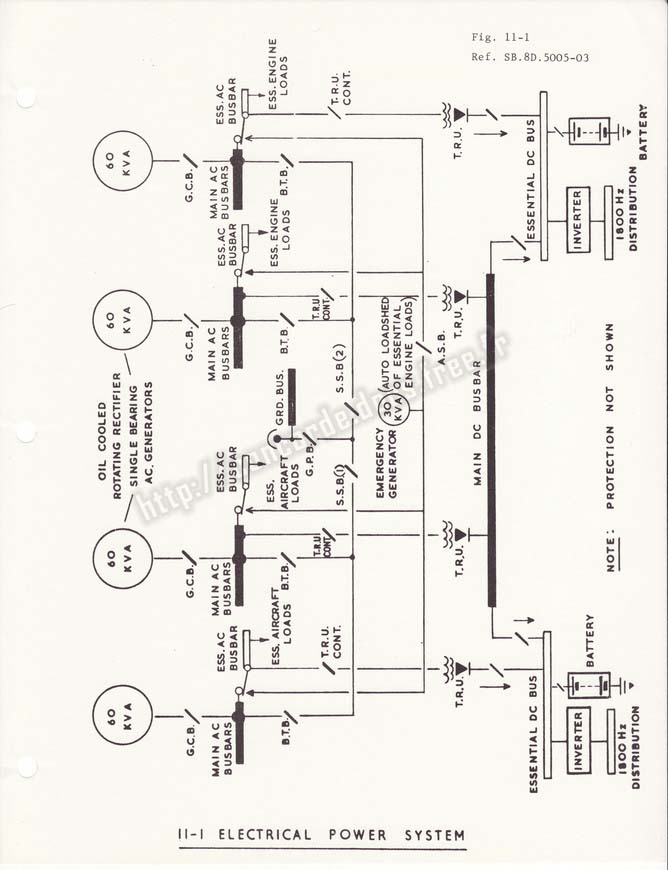 Fig. 11-1
Ref. SB.8D.5005-03
60
KVA
G.C.B.
MAIN AC
BUSBARS
ESS. AC
BUSBAR
ESS. ENGINE
LOADS
B.T.B.
T.R.U.
CONT.
T.R.U.
ESSENTIAL DC BUS
BATTERY
INVERTER
1800 Hz
DISTRIBUTION
60
KVA
G.C.B.
MAIN AC
BUSBARS
ESS. AC
BUSBAR
ESS. ENGINE
LOADS
B.T.B.
T.R.U
CONT.
T.R.U.
OIL COOLED
ROTATING RECTIFIER
SINGLE BEARING
AC. GENERATORS
GRD. BUS.
G.P.B.
S.S.B(2)
S.S.B(1)
A.S.B.
EMERGENCY
GENERATOR
30
KVA
(AUTO LOADSHED
OF ESSENTIAL
ENGINE LOADS)
MAIN DC BUSBAR
NOTE: PROTECTION NOT SHOWN
60
KVA
G.C.B.
MAIN AC
BUSBARS
ESS. AC
BUSBAR
ESS.
AIRCRAFT
LOADS
B.T.B.
T.R.U
CONT.
T.R.U.
60
KVA
G.C.B.
MAIN AC
BUSBARS
ESS. AC
BUSBAR
ESS. AIRCRAFT
LOADS
B.T.B.
T.R.U.
CONT.
T.R.U.
ESSENTIAL DC BUS
BATTERY
INVERTER
1800 Hz
DISTRIBUTION
11-1 ELECTRICAL POWER SYSTEM